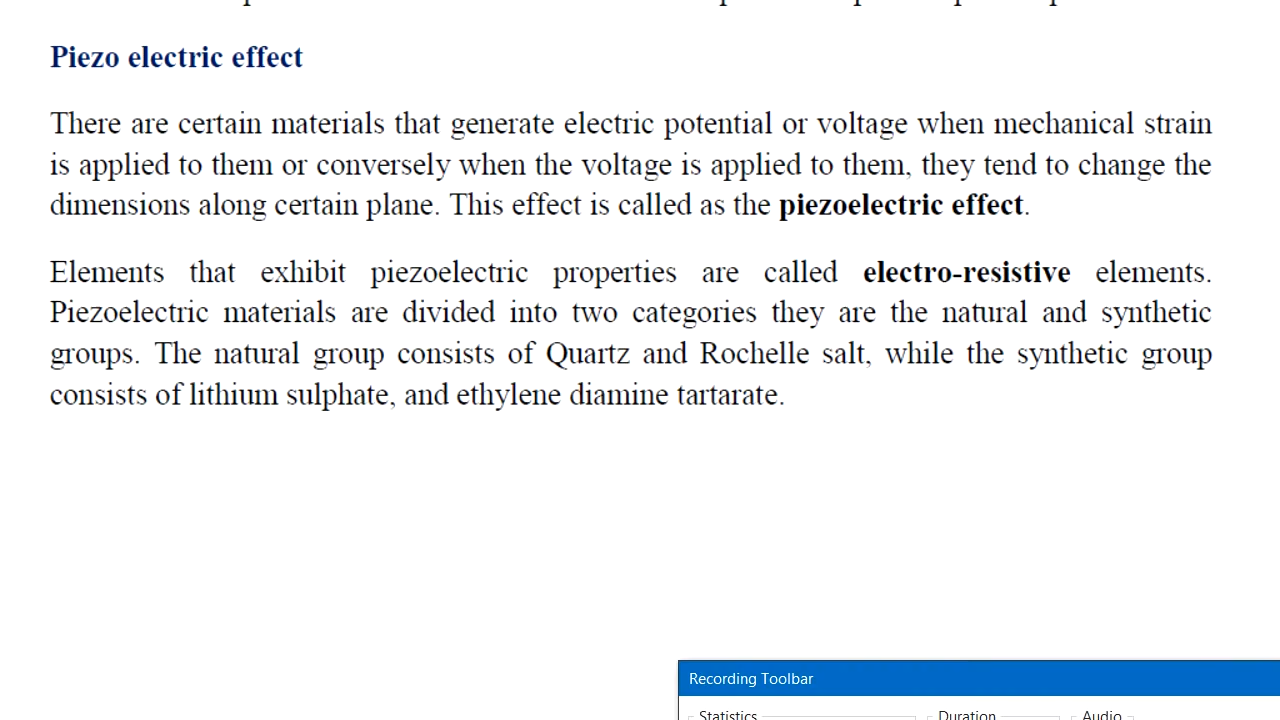 Piezo electric effect
There are certain materials that generate electric potential or voltage when mechanical strain
is applied to them or conversely when the voltage is applied to them, they tend to change the
dimensions along certain plane. This effect is called as the piezoelectric effect.
Elements that exhibit piezoelectric properties are called electro-resistive elements.
Piezoelectric materials are divided into two categories they are the natural and synthetic
groups. The natural group consists of Quartz and Rochelle salt, while the synthetic group
consists of lithium sulphate, and ethylene diamine tartarate.
Recording Toolbar
Statistics Duration Audio